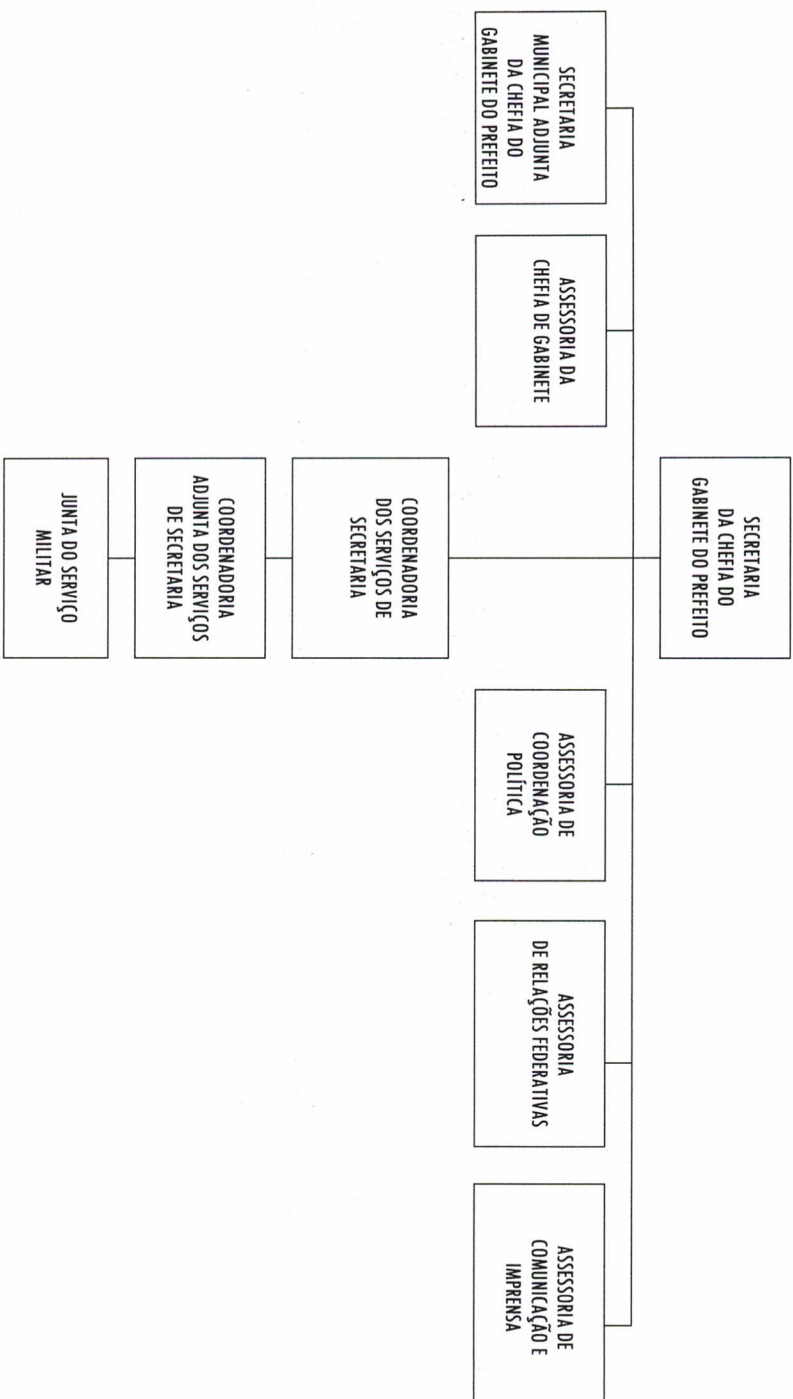 SECRETARIA
DA CHEFIA DO
GABINETE DO PREFEITO
SECRETARIA
MUNICIPAL ADJUNTA
DA CHEFIA DO
GABINETE DO PREFEITO
ASSESSORIA DA
CHEFIA DE GABINETE
ASSESSORIA DE
COORDENAÇÃO
POLÍTICA
ASSESSORIA
DE RELAÇÕES FEDERATIVAS
ASSESSORIA DE
COMUNICAÇÃO E
IMPRENSA
COORDENADORIA
DOS SERVIÇOS DE
SECRETARIA
COORDENADORIA
ADJUNTA DOS SERVIÇOS
DE SECRETARIA
JUNTA DO SERVIÇO
MILITAR